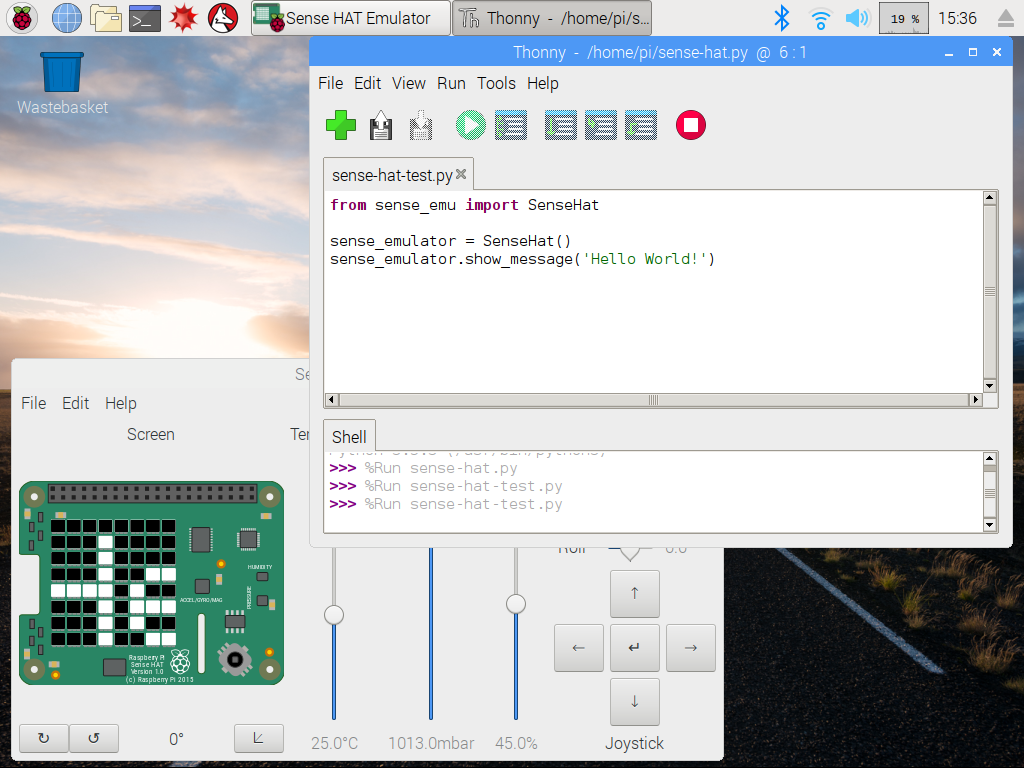 Sense HAT Emulator
Thonny - /home/pi/s...
19 %
15:36
Wastebasket
Thonny - /home/pi/sense-hat.py @ 6 : 1
File Edit View Run Tools Help
sense-hat-test.py
from sense_emu import SenseHat
sense_emulator = SenseHat()
sense_emulator.show_message('Hello World!')
Shell
>>> %Run sense-hat.py
>>> %Run sense-hat-test.py
>>> %Run sense-hat-test.py
File Edit Help
Screen
HUMIDITY
PRESSURE
ACCEL/GYRO/MAG
Raspberry Pi
Sense HAT
Version 1.0
(c) Raspberry Pi 2015
0°
25.0°C
1013.0mbar
45.0%
Roll
0.0
Joystick